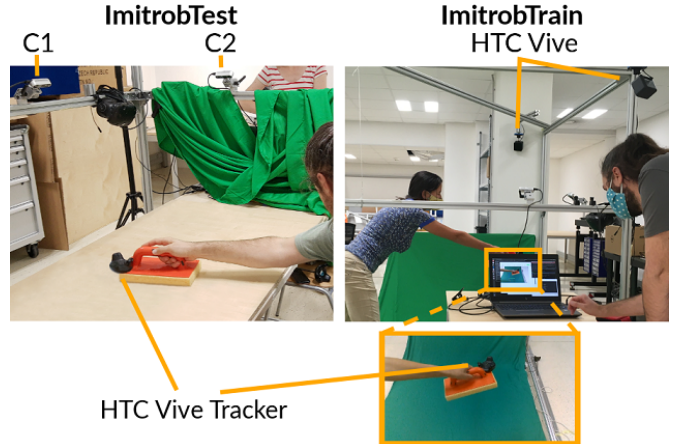 ImitrobTest
ImitrobTrain
C1
C2
HTC Vive
HTC Vive Tracker